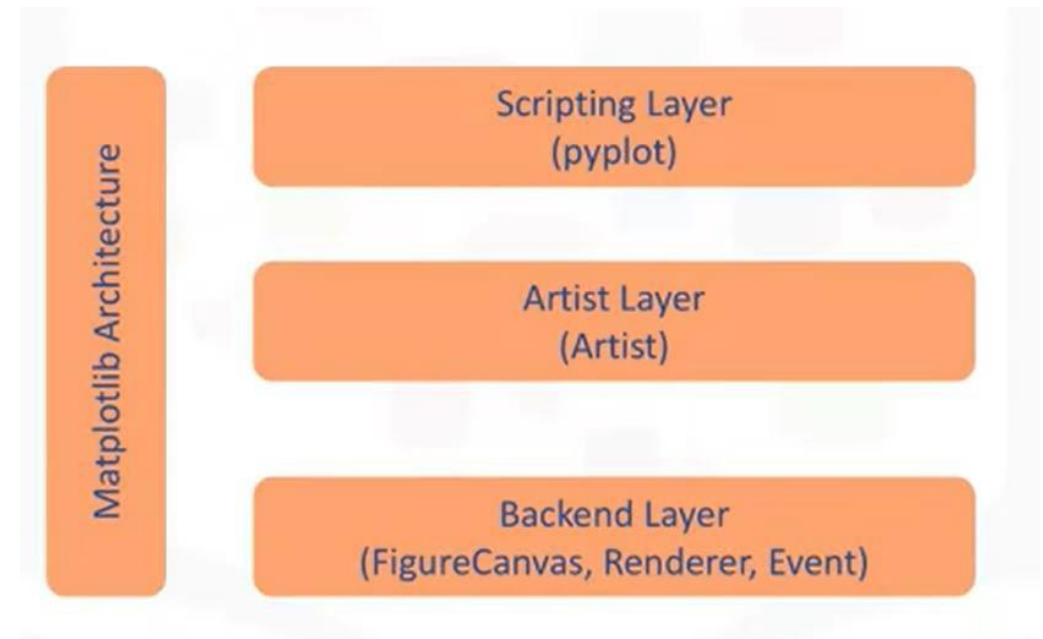 Matplotlib Architecture
Scripting Layer
(pyplot)
Artist Layer
(Artist)
Backend Layer
(FigureCanvas, Renderer, Event)